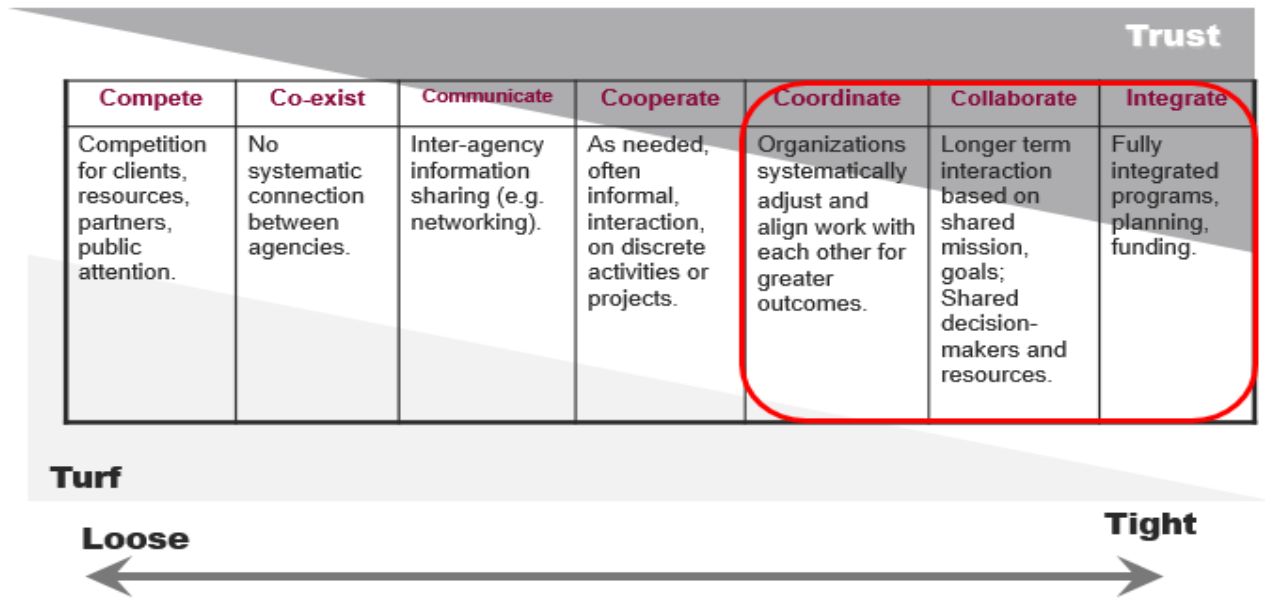 Trust
Compete
Co-exist
Communicate
Cooperate
Coordinate
Collaborate
Integrate
Competition
for clients,
resources,
partners,
public
attention.
No
systematic
connection
between
agencies.
Inter-agency
information
sharing (e.g.
networking).
As needed,
often
informal,
interaction,
on discrete
activities or
projects.
Organizations
systematically
adjust and
align work with
each other for
greater
outcomes.
Longer term
interaction
based on
shared
mission,
goals;
Shared
decision-
makers and
resources.
Fully
integrated
programs,
planning,
funding.
Turf
Loose
Tight